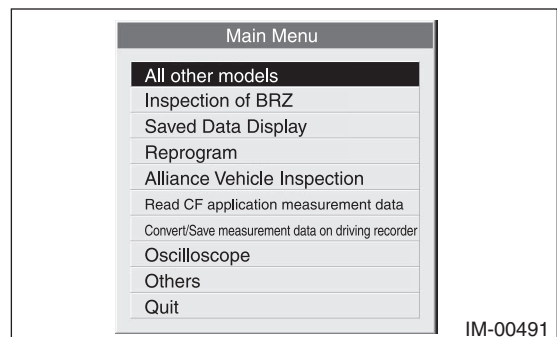 Main Menu
All other models
Inspection of BRZ
Saved Data Display
Reprogram
Alliance Vehicle Inspection
Read CF application measurement data
Convert/Save measurement data on driving recorder
Oscilloscope
Others
Quit
IM-00491